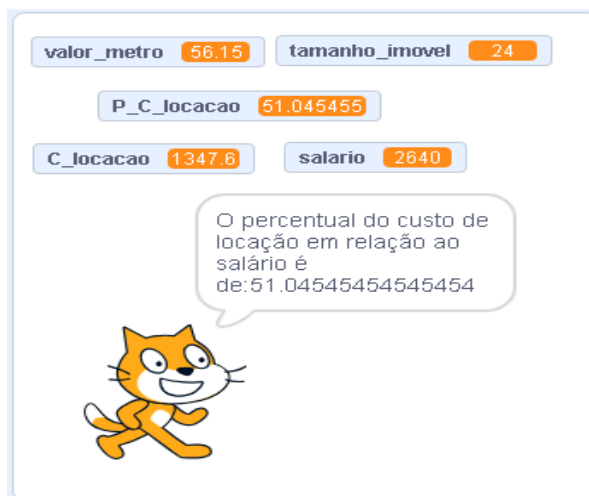 valor_metro 56.15 tamanho_imovel 24
P_C_locacao 51.045455
C_locacao 1347.6 salario 2640
O percentual do custo de
locação em relação ao
salário é
de:51.04545454545454